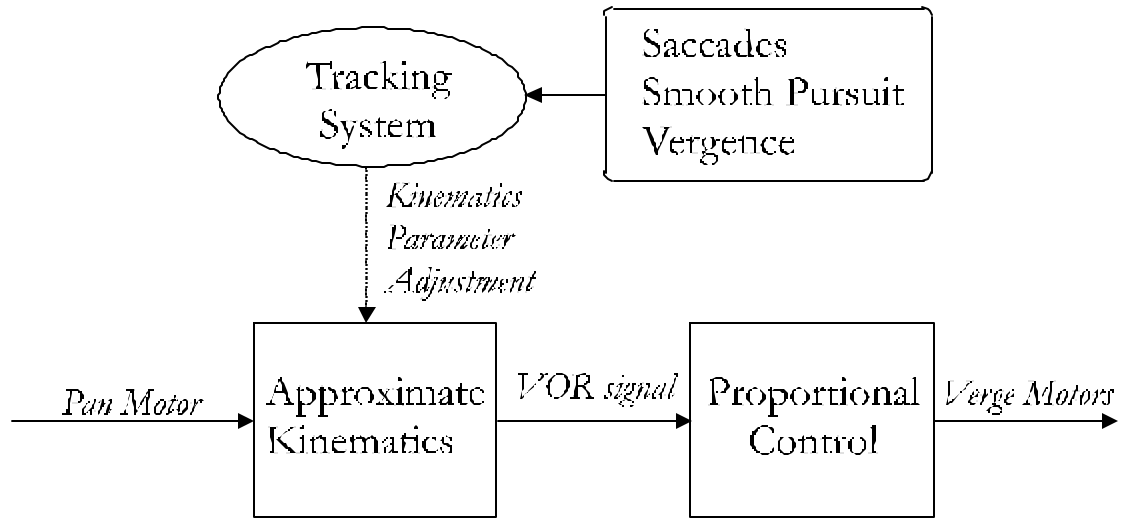 Tracking
System
Saccades
Smooth Pursuit
Vergence
Kinematics
Parameter
Adjustment
Pan Motor
Approximate
Kinematics
VOR signal
Proportional
Control
Verge Motors